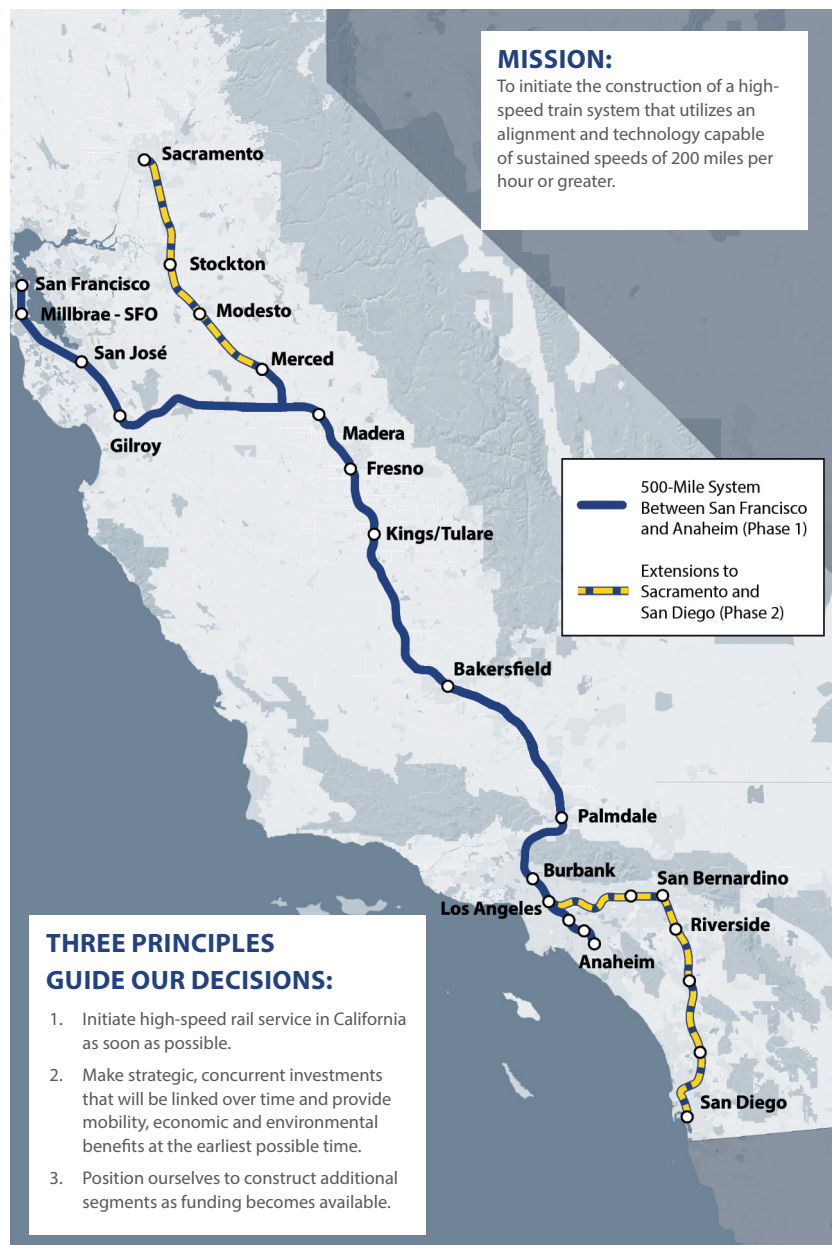 MISSION:
To initiate the construction of a high-
speed train system that utilizes an
alignment and technology capable
of sustained speeds of 200 miles per
hour or greater.
Sacramento
Stockton
San Francisco
Modesto
Millbrae - SFO
San José
Merced
Gilroy
Madera
Fresno
Kings/Tulare
500-Mile System
Between San Francisco
and Anaheim (Phase 1)
Extensions to
Sacramento and
San Diego (Phase 2)
Bakersfield
Palmdale
Burbank
San Bernardino
Los Angeles
Riverside
Anaheim
San Diego
THREE PRINCIPLES
GUIDE OUR DECISIONS:
1. Initiate high-speed rail service in California
as soon as possible.
2. Make strategic, concurrent investments
that will be linked over time and provide
mobility, economic and environmental
benefits at the earliest possible time.
3. Position ourselves to construct additional
segments as funding becomes available.